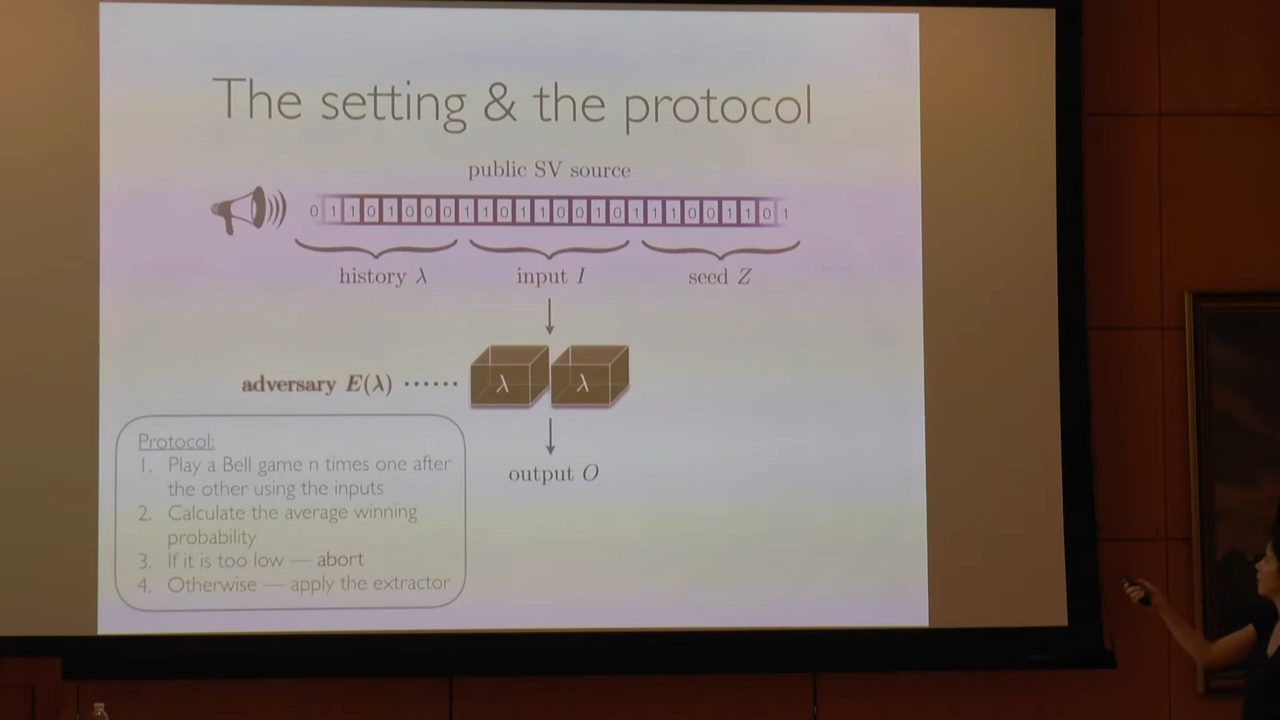 The setting & the protocol
public SV source
0 1 1 0 1 0 0 0 1 1 0 1 1 0 0 1 0 1 1 1 0 0 1 1 0 1
history λ
input I
seed Z
adversary E(λ)
λ
λ
output O
Protocol:
1. Play a Bell game n times one after
the other using the inputs
2. Calculate the average winning
probability
3. If it is too low — abort
4. Otherwise — apply the extractor